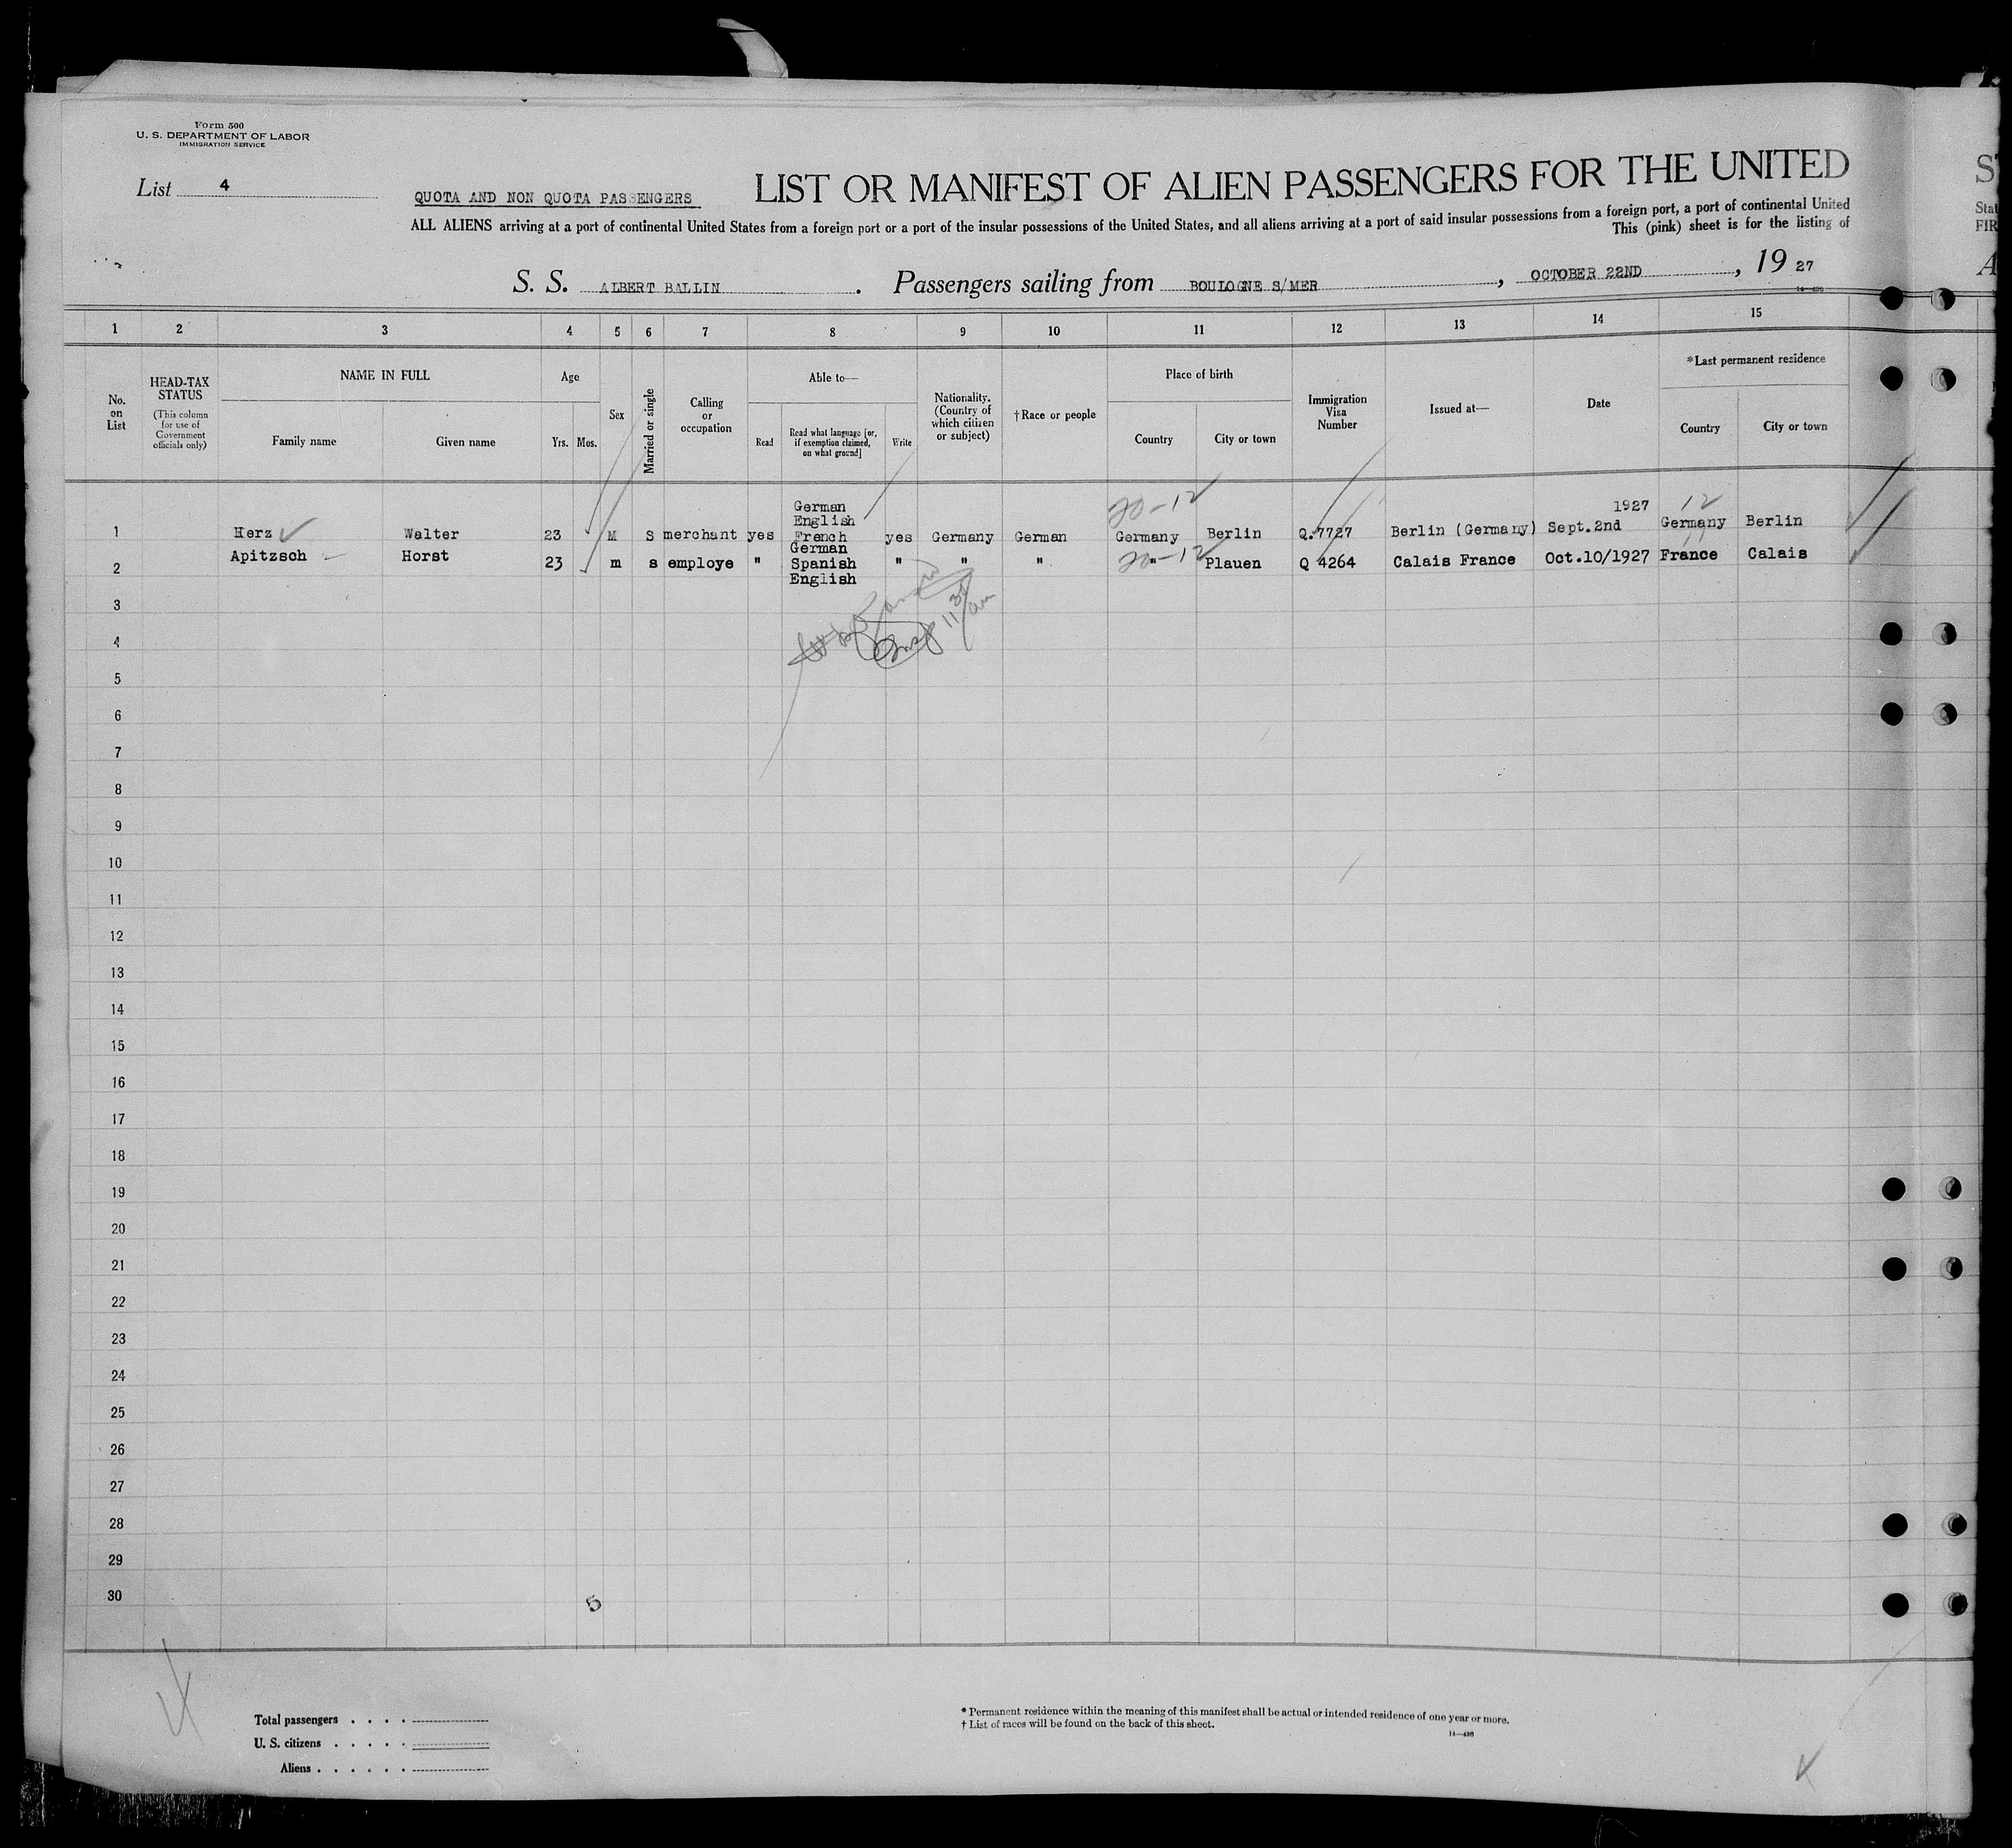 Form 500
U. S. DEPARTMENT OF LABOR
IMMIGRATION SERVICE
List 4
QUOTA AND NON QUOTA PASSENGERS
LIST OR MANIFEST OF ALIEN PASSENGERS FOR THE UNITED
ALL ALIENS arriving at a port of continental United States from a foreign port or a port of the insular possessions of the United States, and all aliens arriving at a port of said insular possessions from a foreign port, a port of continental United
This (pink) sheet is for the listing of
S. S. ALBERT BALLIN. Passengers sailing from BOULOGNE S/MER, OCTOBER 22ND, 19 27
1 2 3 4 5 6 7 8 9 10 11 12 13 14 15
No. on List
HEAD-TAX STATUS
(This column for use of Government officials only)
NAME IN FULL
Family name
Given name
Age
Yrs.
Mos.
Sex
Married or single
Calling or occupation
Able to—
Read
Read what language [or, if exemption claimed, on what ground]
Write
Nationality. (Country of which citizen or subject)
†Race or people
Place of birth
Country
City or town
Immigration Visa Number
Issued at—
Date
*Last permanent residence
Country
City or town
20-12
1927
12
1 Herz Walter 23 M S merchant yes German English French yes Germany German Germany Berlin Q.7727 Berlin (Germany) Sept.2nd Germany Berlin
20-12
2 Apitzsch Horst 23 m s employe " German Spanish English " " " " Plauen Q 4264 Calais France Oct.10/1927 France Calais
3
4
5
6
7
8
9
10
11
12
13
14
15
16
17
18
19
20
21
22
23
24
25
26
27
28
29
30
5
Total passengers . . . .
U. S. citizens . . . . .
Aliens . . . . . .
* Permanent residence within the meaning of this manifest shall be actual or intended residence of one year or more.
† List of races will be found on the back of this sheet.